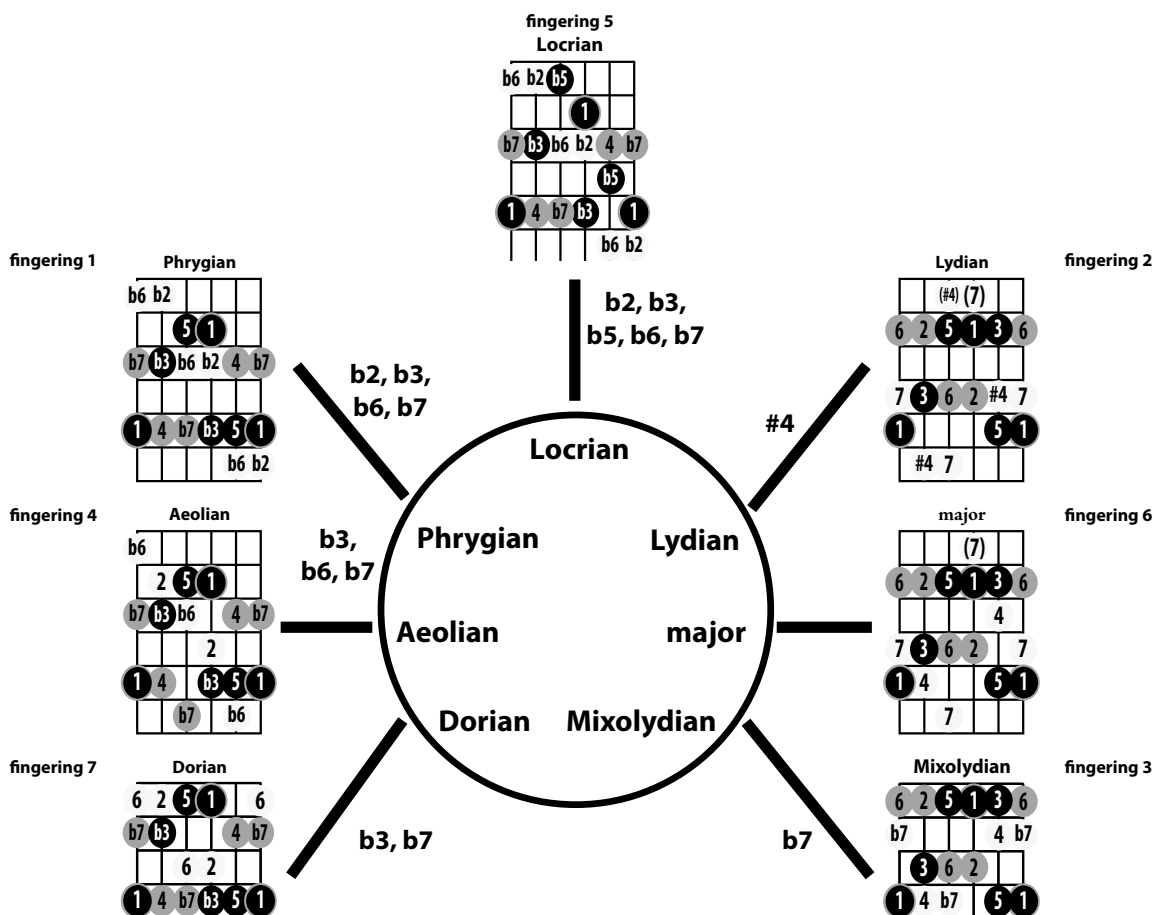 fingering 5
Locrian
b6 b2 b5
1
b7 b3 b6 b2 4 b7
b5
1 4 b7 b3 1
b6 b2
fingering 1
Phrygian
b6 b2
5 1
b7 b3 b6 b2 4 b7
1 4 b7 b3 5 1
b6 b2
b2, b3,
b5, b6, b7
Lydian
fingering 2
(#4) (7)
6 2 5 1 3 6
7 3 6 2 #4 7
1 5 1
#4 7
b2, b3,
b6, b7
#4
Locrian
Phrygian
Lydian
fingering 4
Aeolian
b6
2 5 1
b7 b3 b6 4 b7
2
1 4 b3 5 1
b7 b6
b3,
b6, b7
major
fingering 6
(7)
6 2 5 1 3 6
4
7 3 6 2 7
1 4 5 1
7
Aeolian
major
Dorian
Mixolydian
fingering 7
Dorian
6 2 5 1 6
b7 b3 4 b7
6 2
1 4 b7 b3 5 1
b3, b7
b7
Mixolydian
fingering 3
6 2 5 1 3 6
b7 4 b7
3 6 2
1 4 b7 5 1